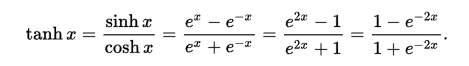 tanh x = sinh x / cosh x = (e^x − e^{−x}) / (e^x + e^{−x}) = (e^{2x} − 1) / (e^{2x} + 1) = (1 − e^{−2x}) / (1 + e^{−2x}).